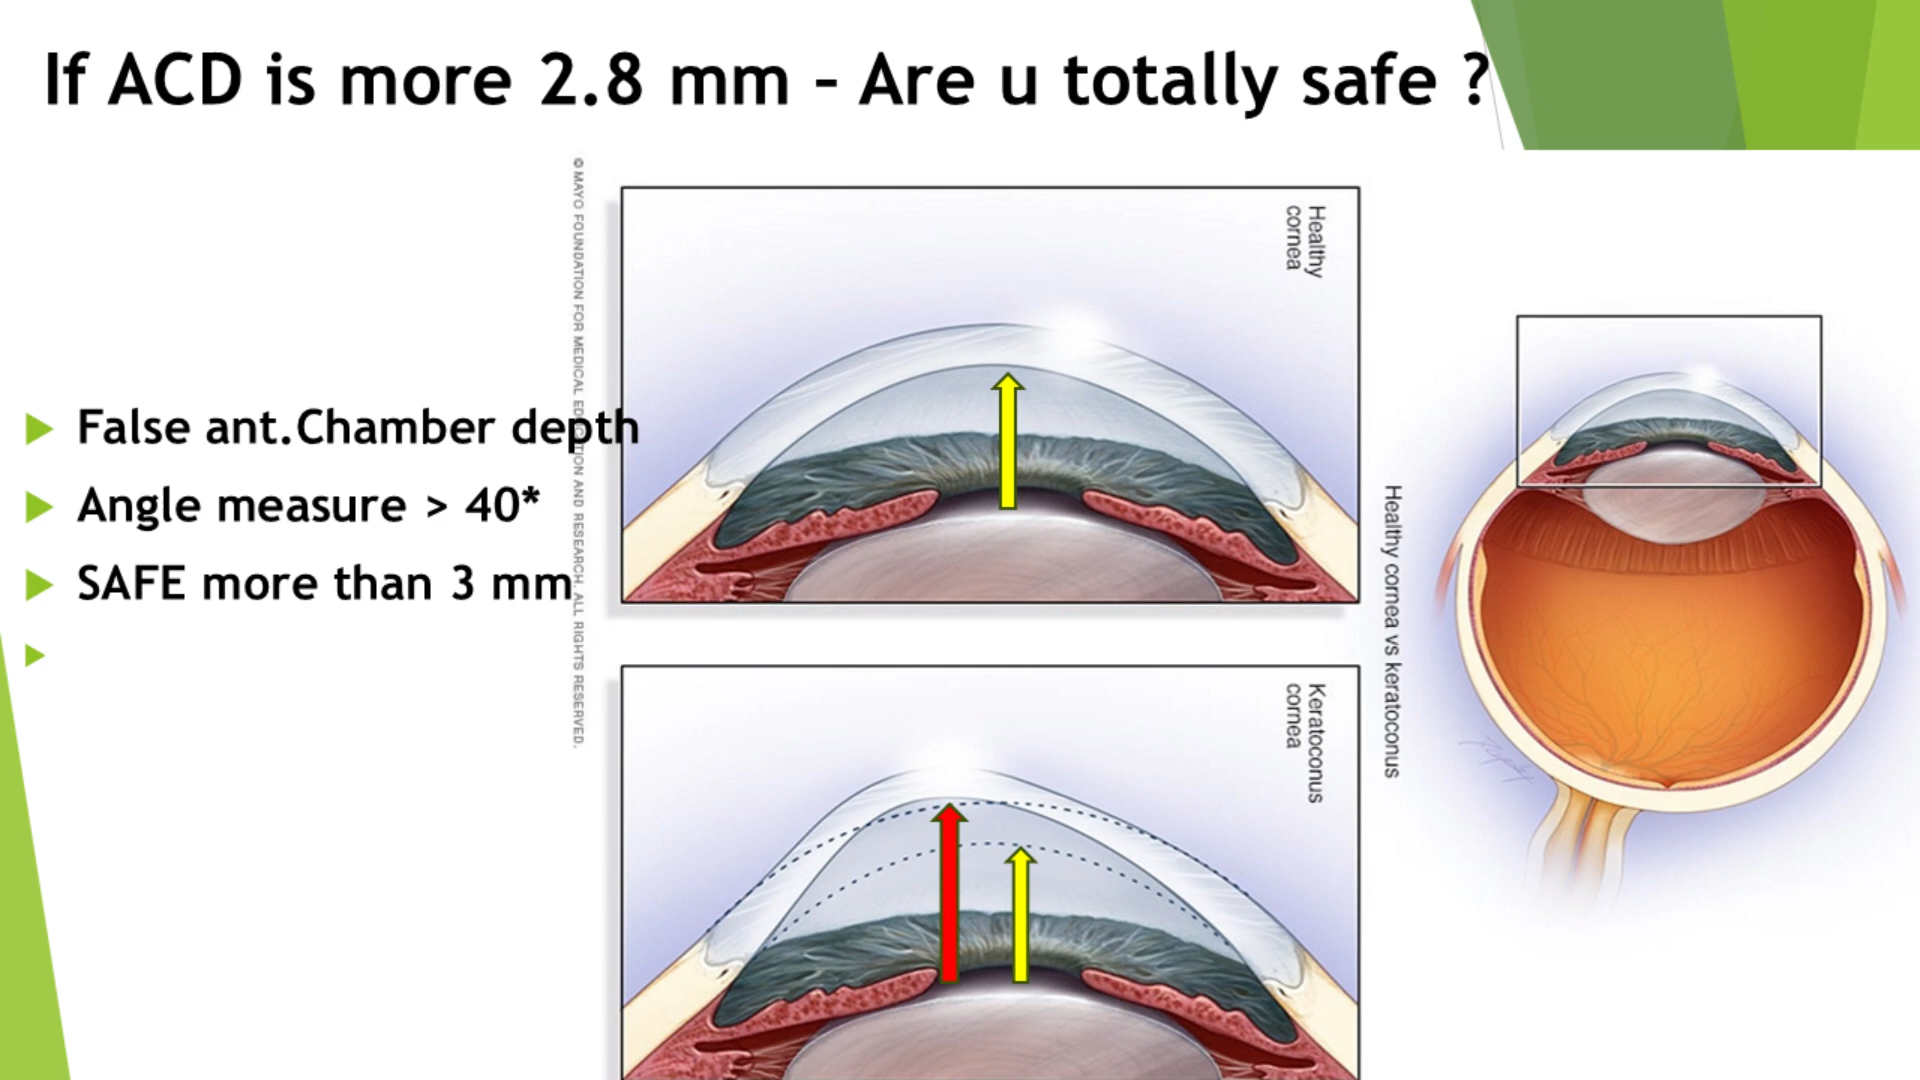 If ACD is more 2.8 mm – Are u totally safe ?
False ant.Chamber depth
Angle measure > 40*
SAFE more than 3 mm
© MAYO FOUNDATION FOR MEDICAL EDUCATION AND RESEARCH. ALL RIGHTS RESERVED.
Healthy
cornea
Keratoconus
cornea
Healthy cornea vs keratoconus